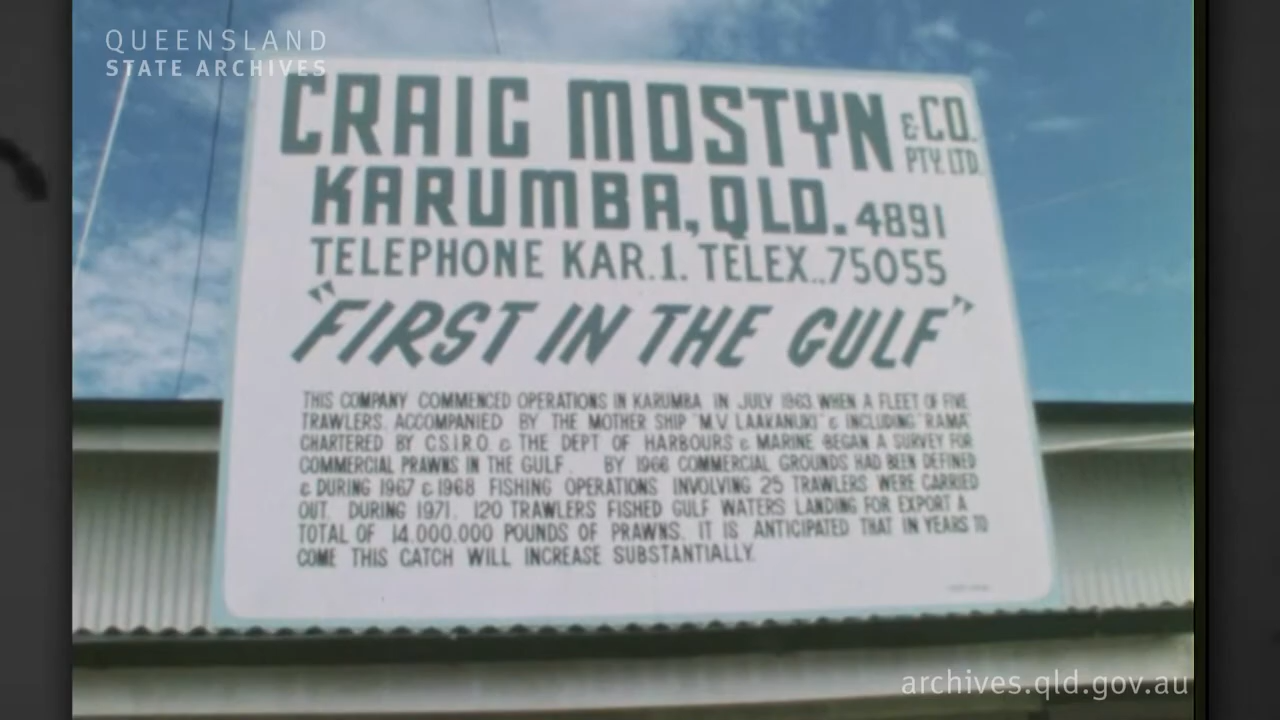 QUEENSLAND
STATE ARCHIVES
CRAIG MOSTYN & CO.
PTY. LTD.
KARUMBA, QLD. 4891
TELEPHONE KAR.1. TELEX..75055
"FIRST IN THE GULF"
THIS COMPANY COMMENCED OPERATIONS IN KARUMBA IN JULY 1963 WHEN A FLEET OF FIVE
TRAWLERS. ACCOMPANIED BY THE MOTHER SHIP "M.V. LAAKANUKI" & INCLUDING "RAMA"
CHARTERED BY C.S.I.R.O. & THE DEPT OF HARBOURS & MARINE BEGAN A SURVEY FOR
COMMERCIAL PRAWNS IN THE GULF. BY 1966 COMMERCIAL GROUNDS HAD BEEN DEFINED
& DURING 1967 & 1968 FISHING OPERATIONS INVOLVING 25 TRAWLERS WERE CARRIED
OUT. DURING 1971. 120 TRAWLERS FISHED GULF WATERS LANDING FOR EXPORT A
TOTAL OF 14.000.000 POUNDS OF PRAWNS. IT IS ANTICIPATED THAT IN YEARS TO
COME THIS CATCH WILL INCREASE SUBSTANTIALLY.
archives.qld.gov.au